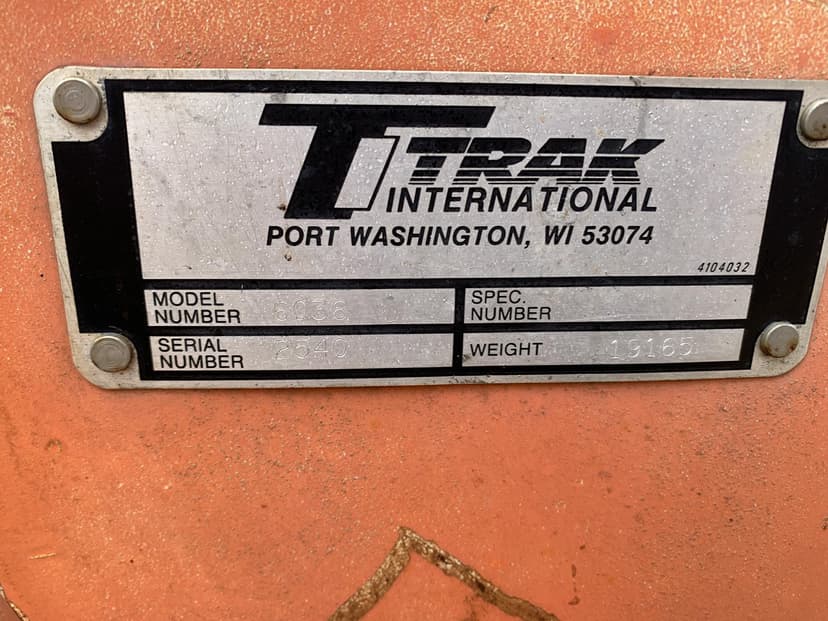 TRAK
INTERNATIONAL
PORT WASHINGTON, WI 53074
4104032
MODEL
NUMBER 6036
SPEC.
NUMBER
SERIAL
NUMBER 2540
WEIGHT 19165